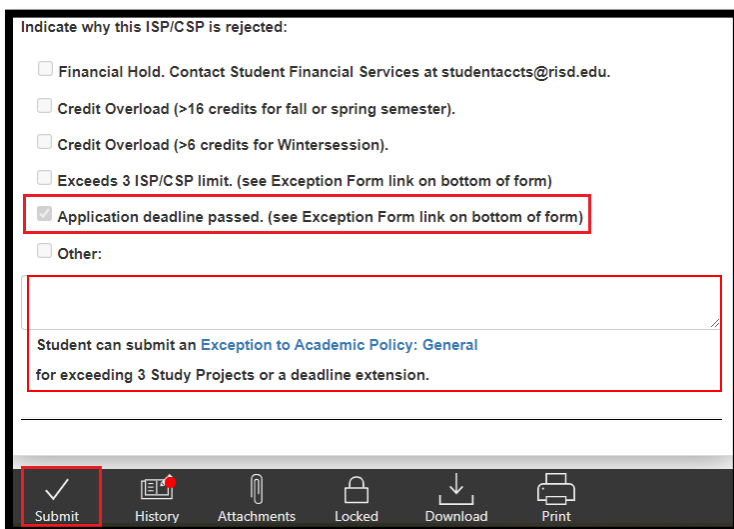 Indicate why this ISP/CSP is rejected:
Financial Hold. Contact Student Financial Services at studentaccts@risd.edu.
Credit Overload (>16 credits for fall or spring semester).
Credit Overload (>6 credits for Wintersession).
Exceeds 3 ISP/CSP limit. (see Exception Form link on bottom of form)
Application deadline passed. (see Exception Form link on bottom of form)
Other:
Student can submit an Exception to Academic Policy: General
for exceeding 3 Study Projects or a deadline extension.
Submit History Attachments Locked Download Print